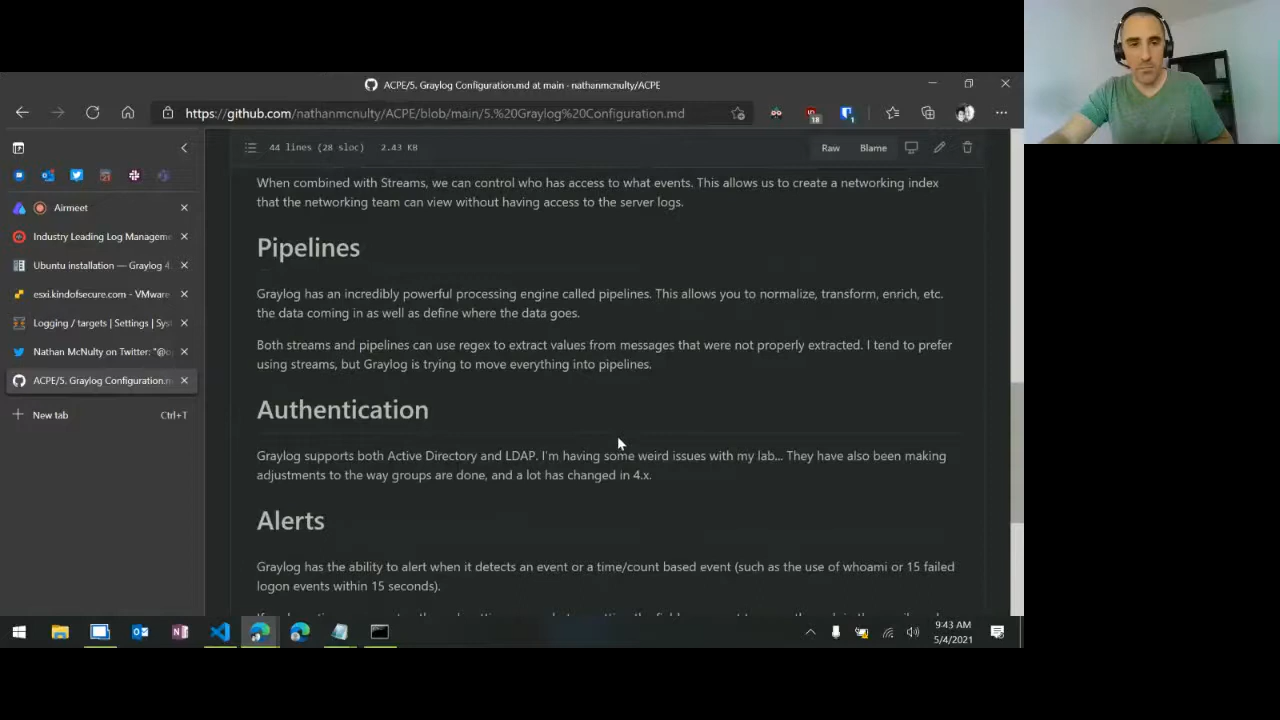 ACPE/5. Graylog Configuration.md at main · nathanmcnulty/ACPE
https://github.com/nathanmcnulty/ACPE/blob/main/5.%20Graylog%20Configuration.md
18
1
44 lines (28 sloc)
2.43 KB
Raw
Blame
Airmeet
Industry Leading Log Manageme
Ubuntu installation — Graylog 4.
esxi.kindofsecure.com - VMware
Logging / targets | Settings | Syst
Nathan McNulty on Twitter: "@o
ACPE/5. Graylog Configuration.m
New tab
Ctrl+T
When combined with Streams, we can control who has access to what events. This allows us to create a networking index
that the networking team can view without having access to the server logs.
Pipelines
Graylog has an incredibly powerful processing engine called pipelines. This allows you to normalize, transform, enrich, etc.
the data coming in as well as define where the data goes.
Both streams and pipelines can use regex to extract values from messages that were not properly extracted. I tend to prefer
using streams, but Graylog is trying to move everything into pipelines.
Authentication
Graylog supports both Active Directory and LDAP. I'm having some weird issues with my lab... They have also been making
adjustments to the way groups are done, and a lot has changed in 4.x.
Alerts
Graylog has the ability to alert when it detects an event or a time/count based event (such as the use of whoami or 15 failed
logon events within 15 seconds).
9:43 AM
5/4/2021